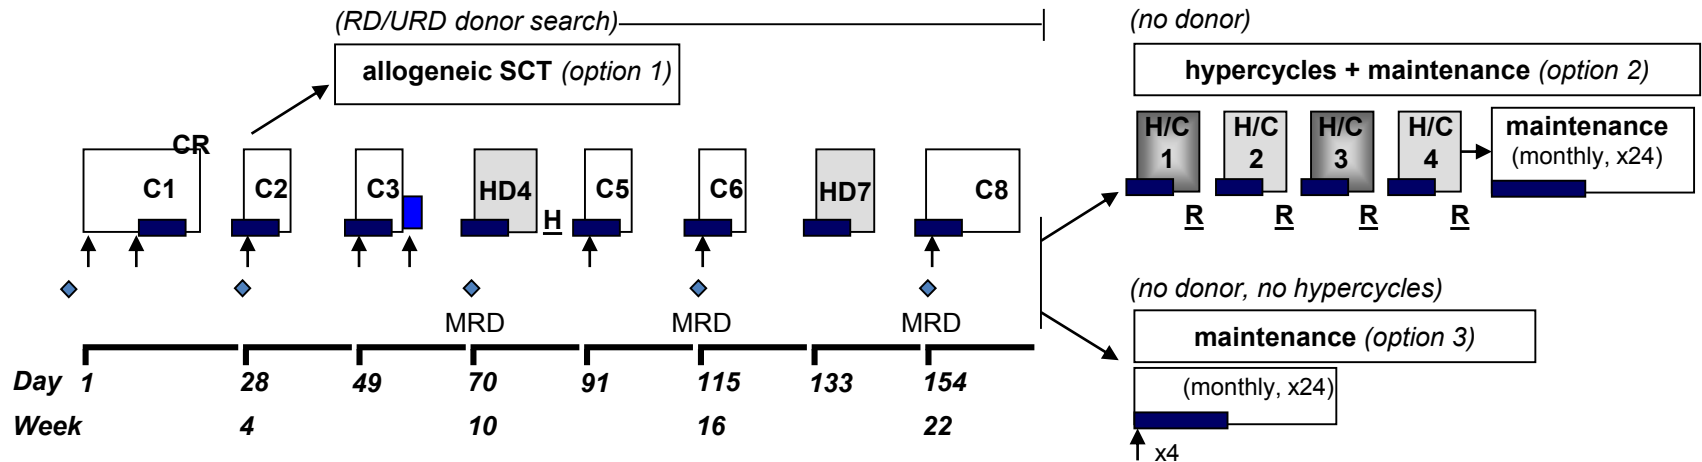 (RD/URD donor search)
allogeneic SCT (option 1)
CR
C1
C2
C3
HD4
H
C5
C6
HD7
C8
MRD
MRD
MRD
Day 1 28 49 70 91 115 133 154
Week 4 10 16 22
(no donor)
hypercycles + maintenance (option 2)
H/C
1
H/C
2
H/C
3
H/C
4
maintenance
(monthly, x24)
R R R R
(no donor, no hypercycles)
maintenance (option 3)
(monthly, x24)
x4